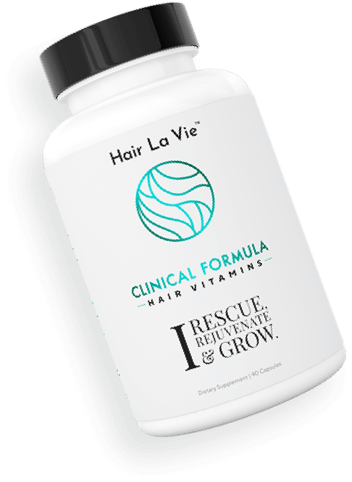 Hair La Vie™
CLINICAL FORMULA
HAIR VITAMINS
I RESCUE,
REJUVENATE
& GROW.
Dietary Supplement | 90 Capsules